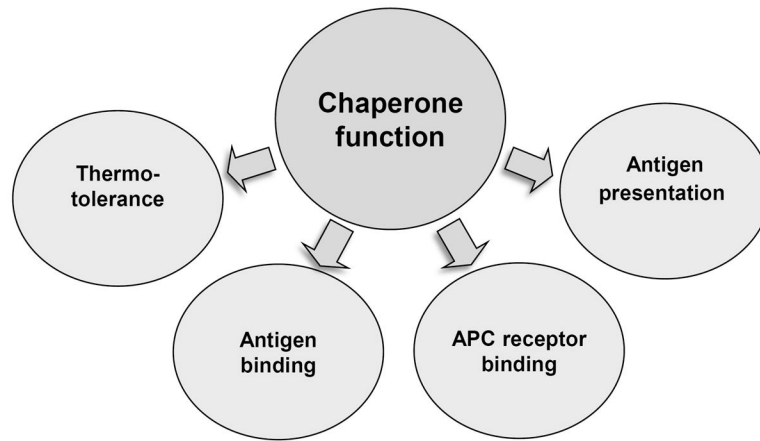 Chaperone
function
Thermo-
tolerance
Antigen
binding
APC receptor
binding
Antigen
presentation